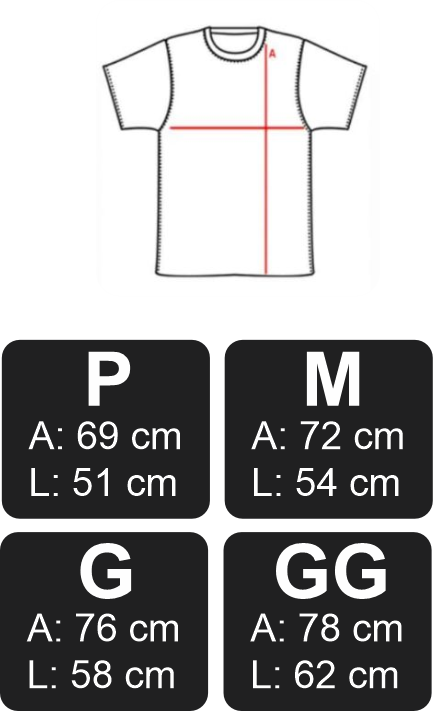 A
P
A: 69 cm
L: 51 cm
M
A: 72 cm
L: 54 cm
G
A: 76 cm
L: 58 cm
GG
A: 78 cm
L: 62 cm